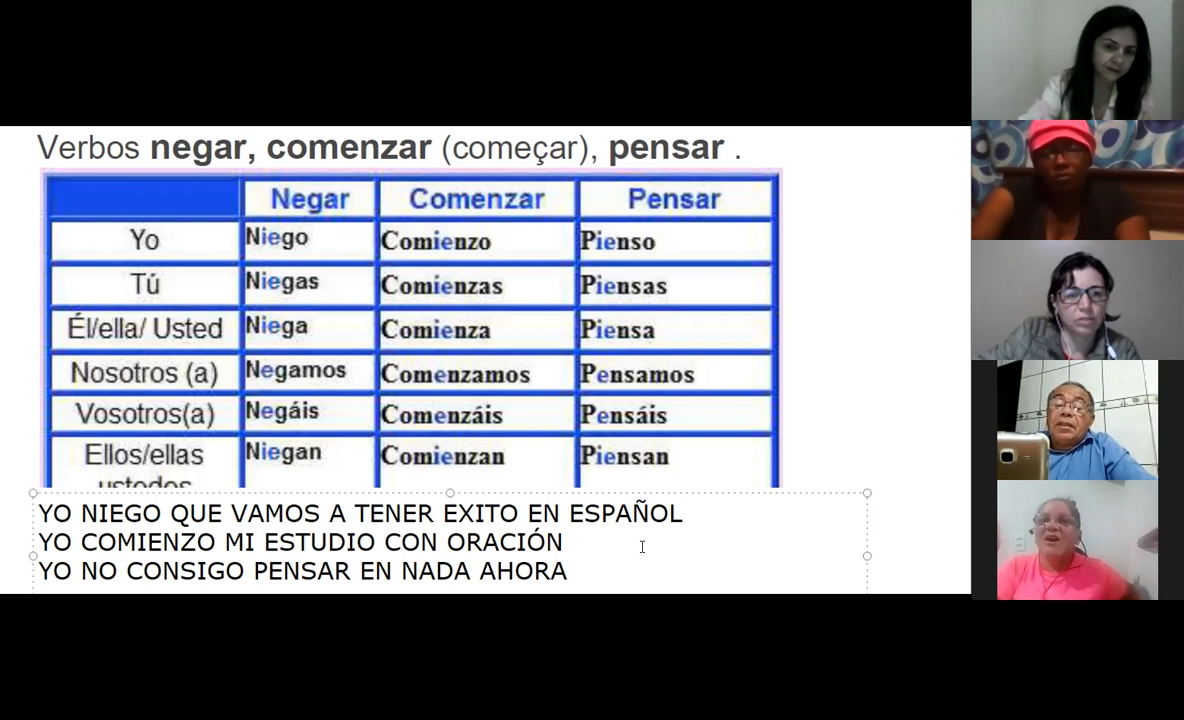 Verbos negar, comenzar (começar), pensar .
Negar Comenzar Pensar
Yo Niego Comienzo Pienso
Tú Niegas Comienzas Piensas
Él/ella/ Usted Niega Comienza Piensa
Nosotros (a) Negamos Comenzamos Pensamos
Vosotros(a) Negáis Comenzáis Pensáis
Ellos/ellas Niegan Comienzan Piensan
ustedes
YO NIEGO QUE VAMOS A TENER EXITO EN ESPAÑOL
YO COMIENZO MI ESTUDIO CON ORACIÓN
YO NO CONSIGO PENSAR EN NADA AHORA